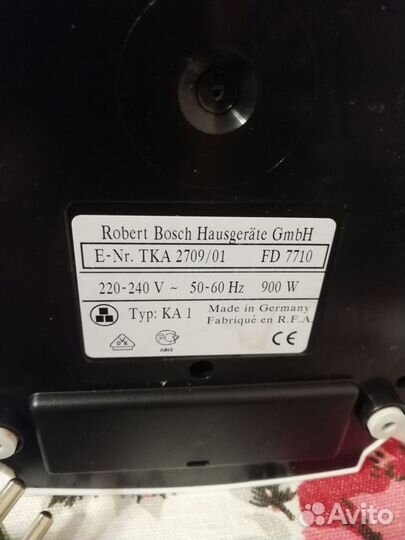 Robert Bosch Hausgeräte GmbH
E-Nr. TKA 2709/01 FD 7710
220-240 V ~ 50-60 Hz 900 W
Typ: KA 1
Made in Germany
Fabriqué en R.F.A.
CE
Avito